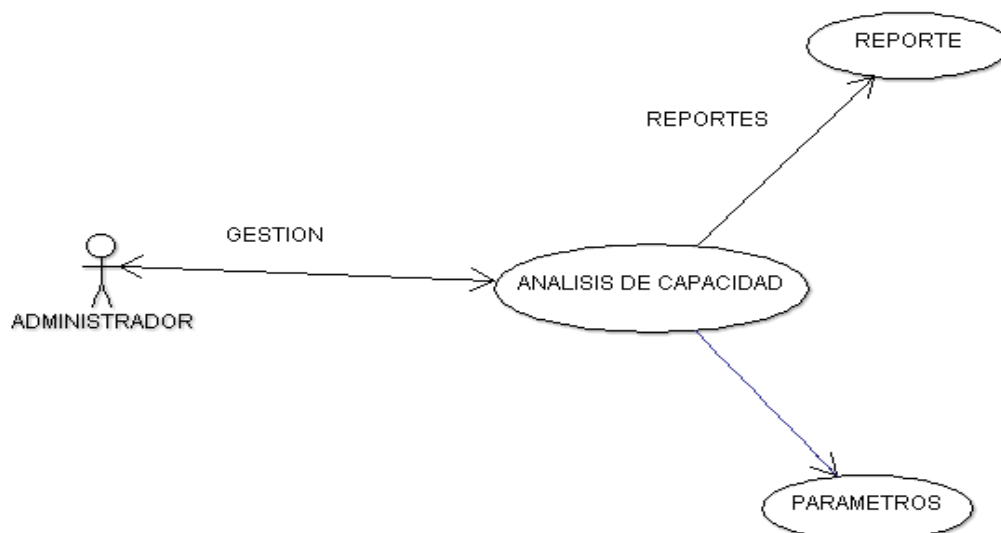 REPORTE
REPORTES
GESTION
ANALISIS DE CAPACIDAD
ADMINISTRADOR
PARAMETROS